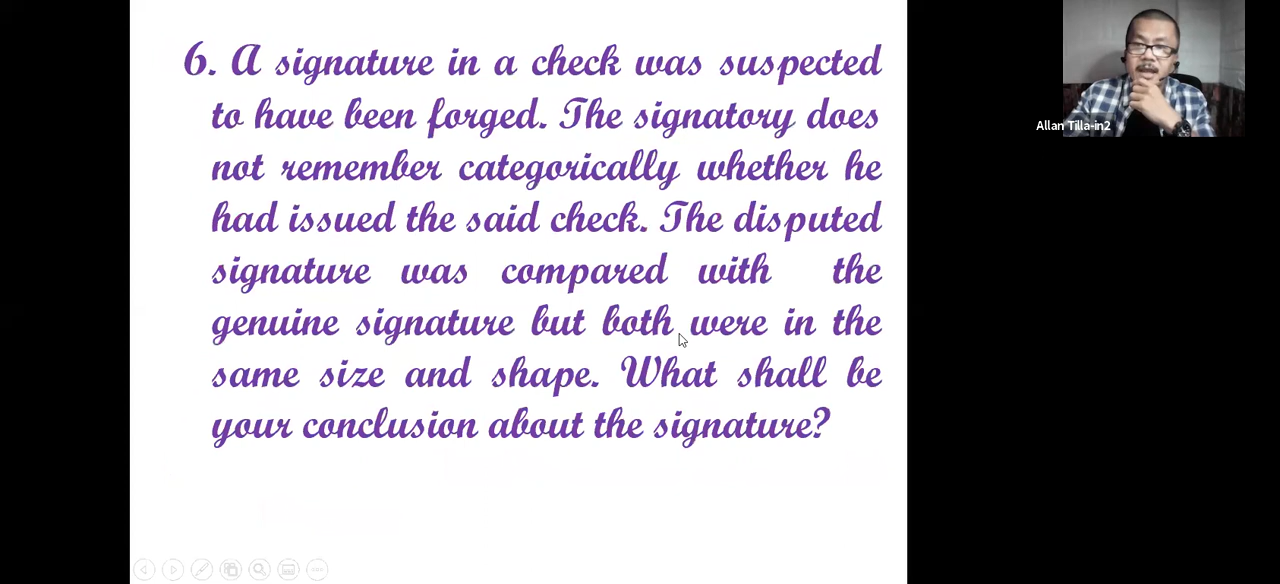 6. A signature in a check was suspected
to have been forged. The signatory does
not remember categorically whether he
had issued the said check. The disputed
signature was compared with the
genuine signature but both were in the
same size and shape. What shall be
your conclusion about the signature?
Allan Tilla-in2